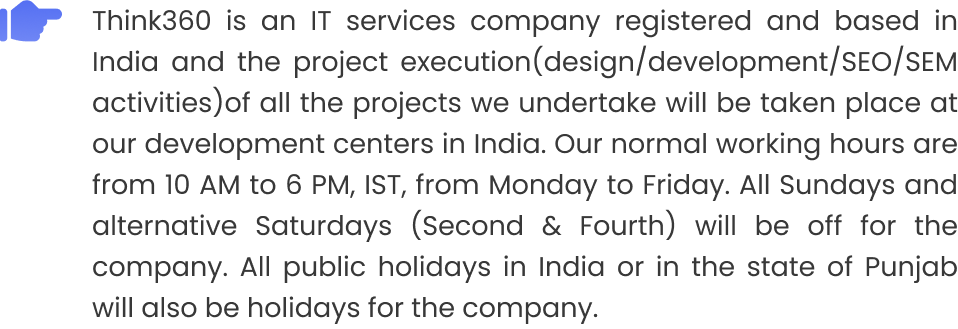 Think360 is an IT services company registered and based in
India and the project execution(design/development/SEO/SEM
activities)of all the projects we undertake will be taken place at
our development centers in India. Our normal working hours are
from 10 AM to 6 PM, IST, from Monday to Friday. All Sundays and
alternative Saturdays (Second & Fourth) will be off for the
company. All public holidays in India or in the state of Punjab
will also be holidays for the company.